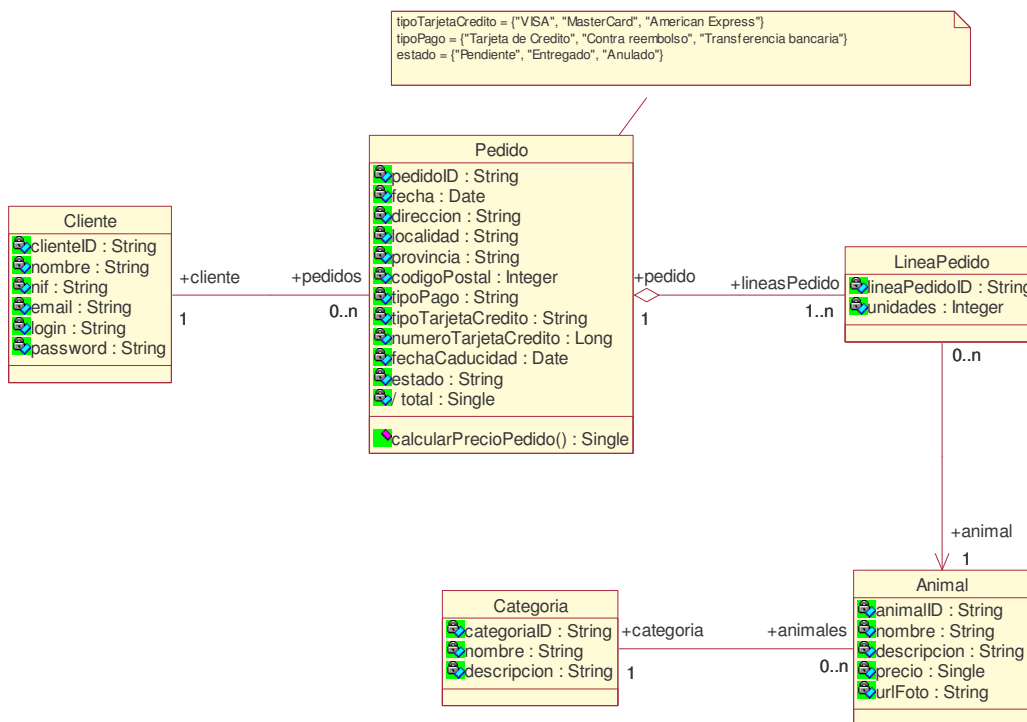 tipoTarjetaCredito = {"VISA", "MasterCard", "American Express"}
tipoPago = {"Tarjeta de Credito", "Contra reembolso", "Transferencia bancaria"}
estado = {"Pendiente", "Entregado", "Anulado"}
Pedido
pedidoID : String
fecha : Date
direccion : String
localidad : String
provincia : String
codigoPostal : Integer
tipoPago : String
tipoTarjetaCredito : String
numeroTarjetaCredito : Long
fechaCaducidad : Date
estado : String
/ total : Single
calcularPrecioPedido() : Single
Cliente
clienteID : String
nombre : String
nif : String
email : String
login : String
password : String
+cliente
1
+pedidos
0..n
+pedido
1
+lineasPedido
1..n
LineaPedido
lineaPedidoID : String
unidades : Integer
0..n
+animal
1
Categoria
categoriaID : String
nombre : String
descripcion : String
+categoria
1
+animales
0..n
Animal
animalID : String
nombre : String
descripcion : String
precio : Single
urlFoto : String